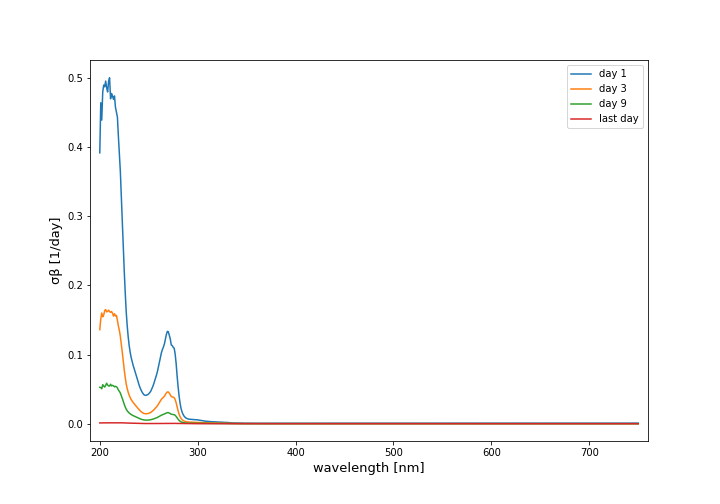 day 1
day 3
day 9
last day
0.5
0.4
0.3
0.2
0.1
0.0
σβ [1/day]
200 300 400 500 600 700
wavelength [nm]